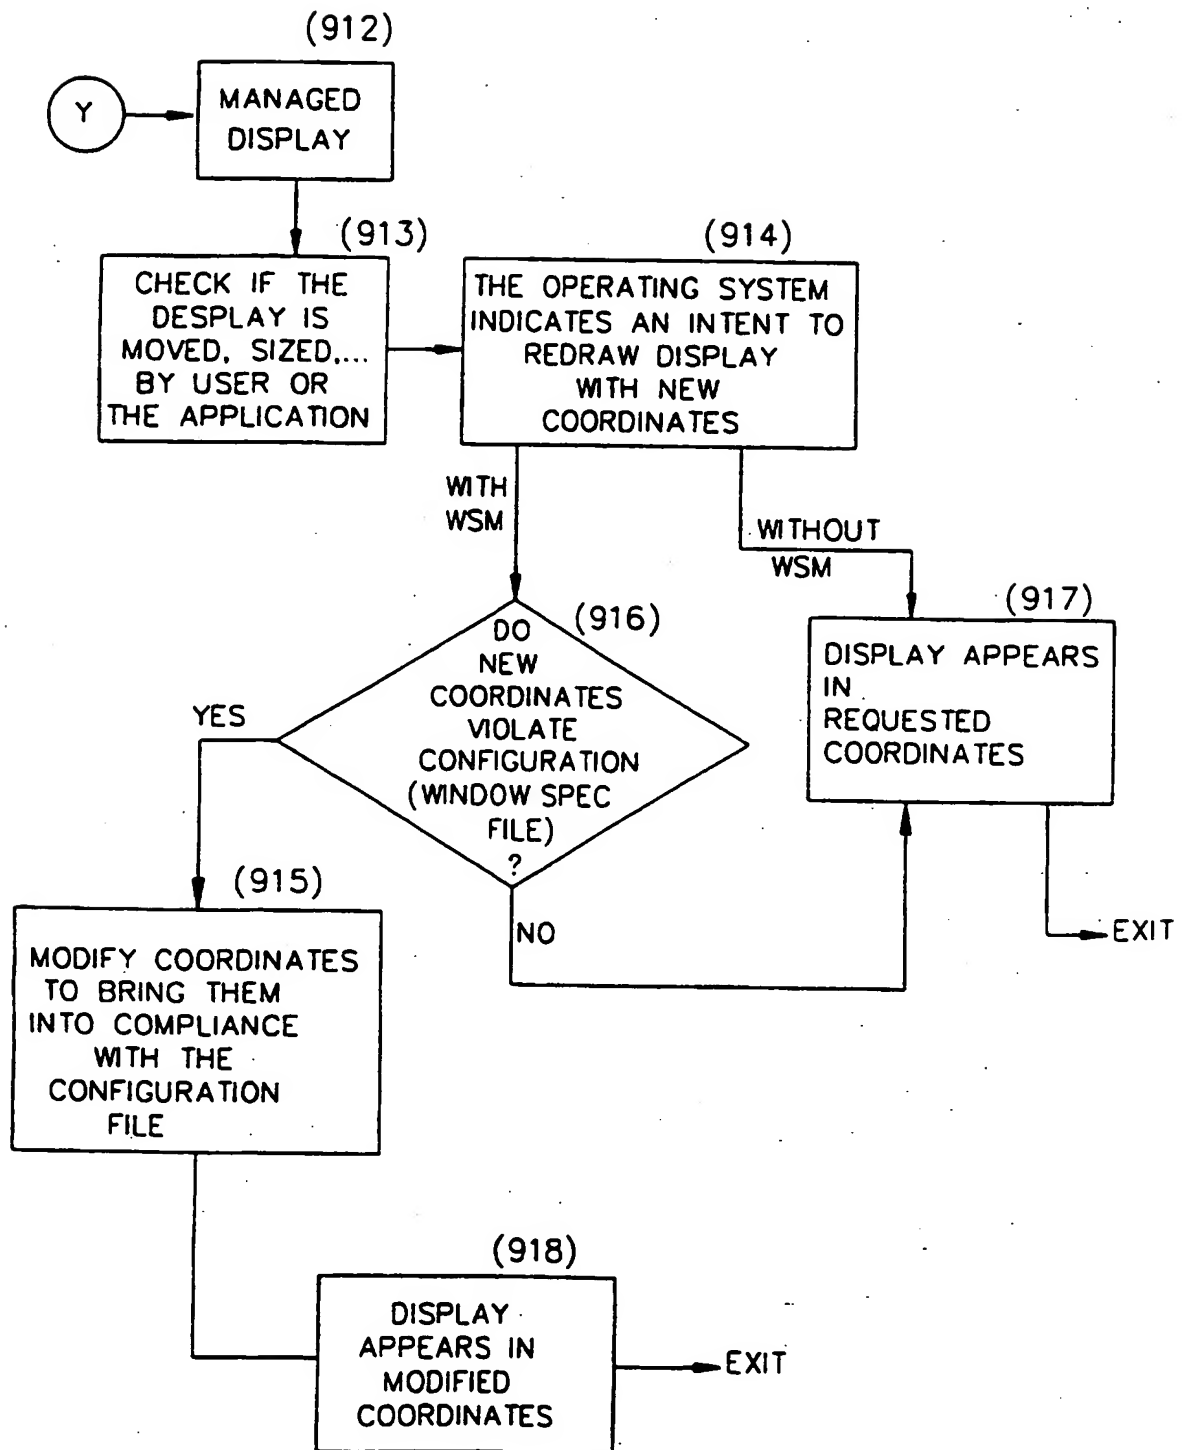 (912)
Y
MANAGED
DISPLAY
(913)
CHECK IF THE
DESPLAY IS
MOVED, SIZED,...
BY USER OR
THE APPLICATION
(914)
THE OPERATING SYSTEM
INDICATES AN INTENT TO
REDRAW DISPLAY
WITH NEW
COORDINATES
WITH
WSM
WITHOUT
WSM
(916)
DO
NEW
COORDINATES
VIOLATE
CONFIGURATION
(WINDOW SPEC
FILE)
?
YES
NO
(917)
DISPLAY APPEARS
IN
REQUESTED
COORDINATES
EXIT
(915)
MODIFY COORDINATES
TO BRING THEM
INTO COMPLIANCE
WITH THE
CONFIGURATION
FILE
(918)
DISPLAY
APPEARS IN
MODIFIED
COORDINATES
EXIT